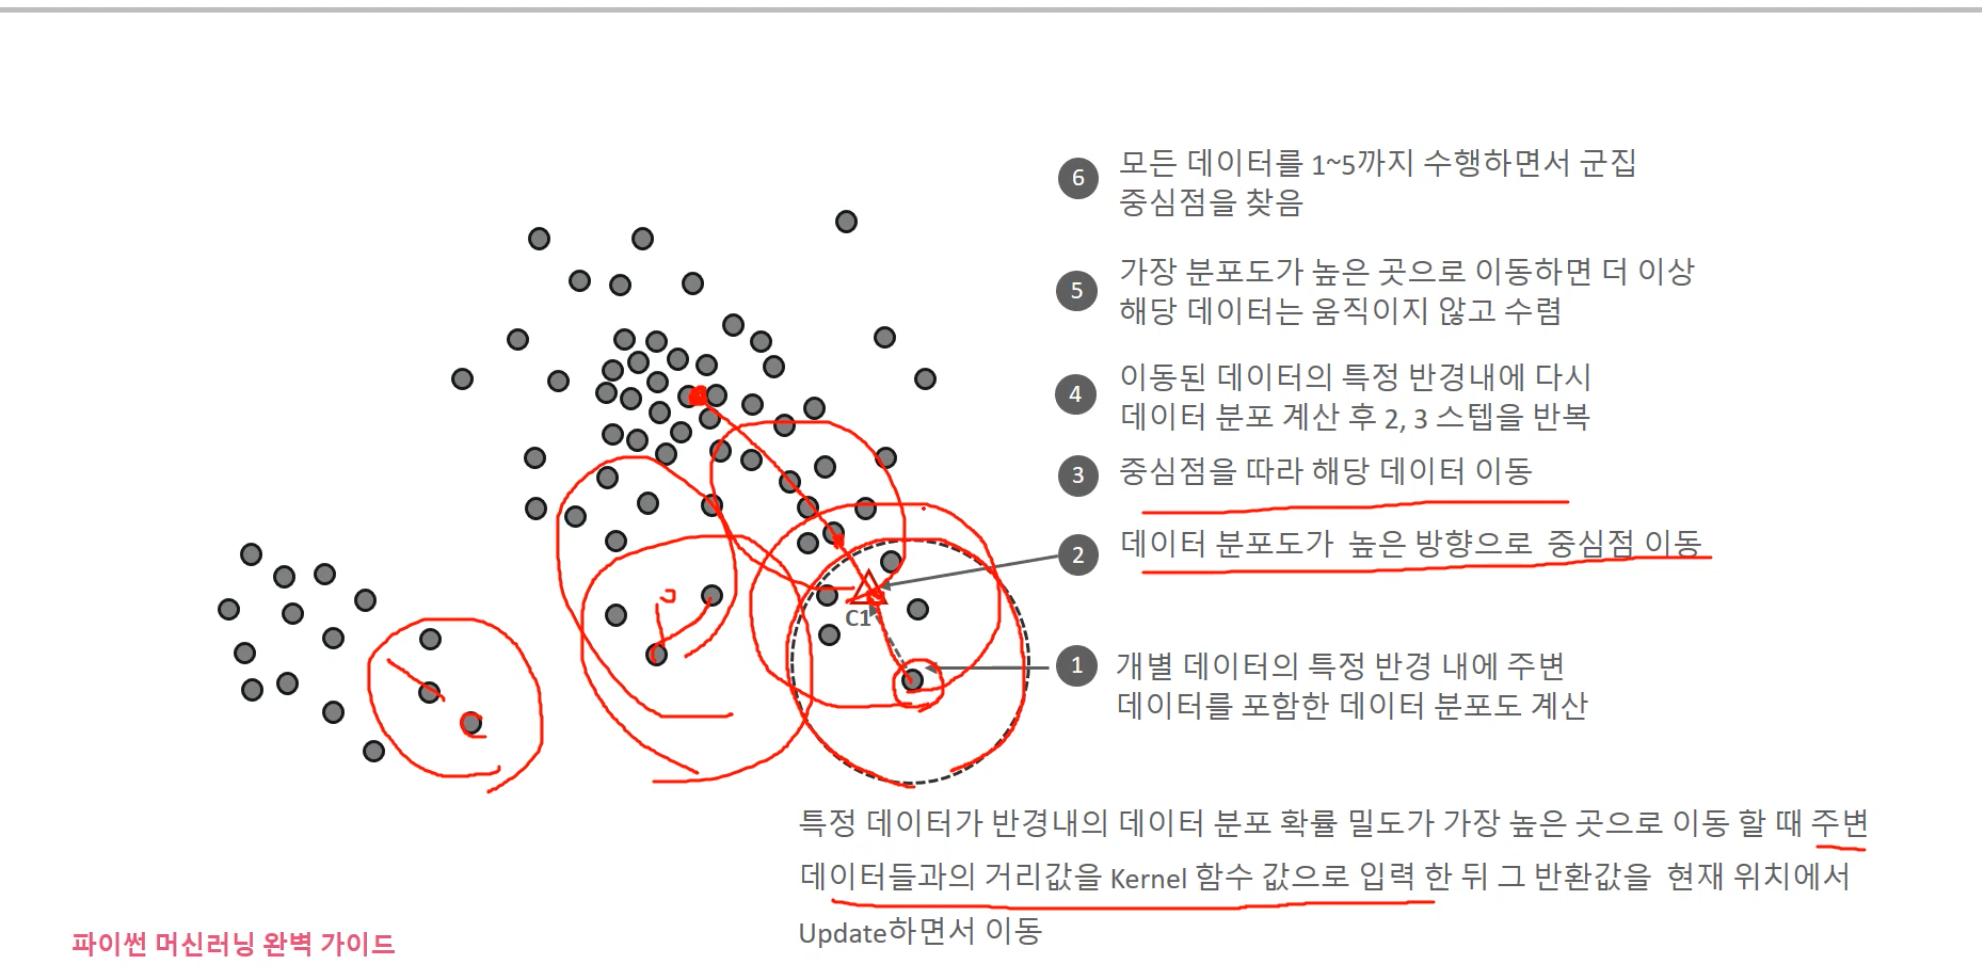 6 모든 데이터를 1~5까지 수행하면서 군집
중심점을 찾음
5 가장 분포도가 높은 곳으로 이동하면 더 이상
해당 데이터는 움직이지 않고 수렴
4 이동된 데이터의 특정 반경내에 다시
데이터 분포 계산 후 2, 3 스텝을 반복
3 중심점을 따라 해당 데이터 이동
2 데이터 분포도가 높은 방향으로 중심점 이동
C1
1 개별 데이터의 특정 반경 내에 주변
데이터를 포함한 데이터 분포도 계산
특정 데이터가 반경내의 데이터 분포 확률 밀도가 가장 높은 곳으로 이동 할 때 주변
데이터들과의 거리값을 Kernel 함수 값으로 입력 한 뒤 그 반환값을 현재 위치에서
Update하면서 이동
파이썬 머신러닝 완벽 가이드